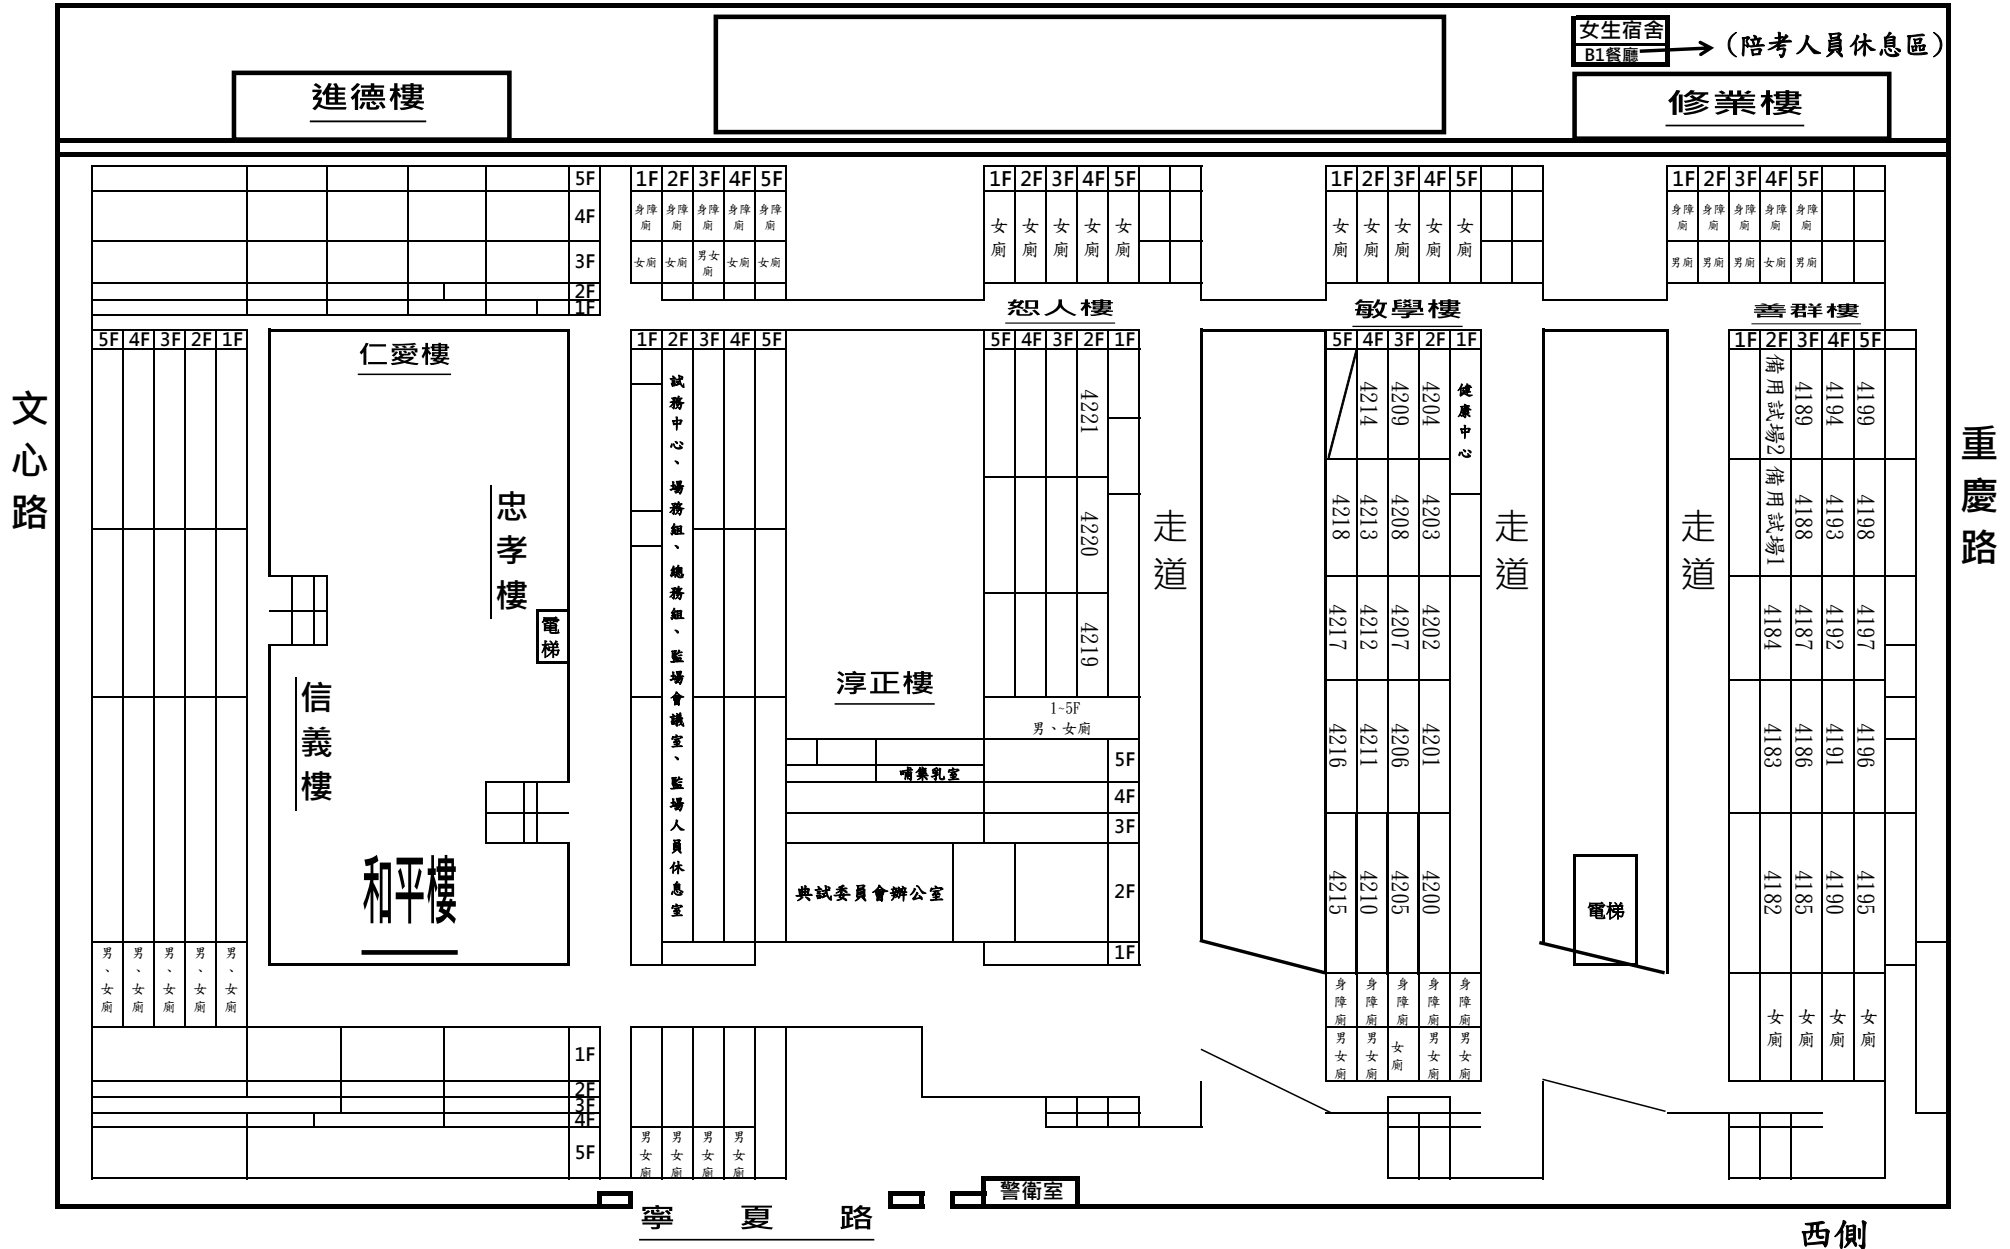 女生宿舍
B1餐廳
(陪考人員休息區)
進德樓
修業樓
5F
4F
3F
2F
1F
1F 2F 3F 4F 5F
身障廁 身障廁 身障廁 身障廁 身障廁
女廁 女廁 男女廁 女廁 女廁
1F 2F 3F 4F 5F
女廁 女廁 女廁 女廁 女廁
1F 2F 3F 4F 5F
女廁 女廁 女廁 女廁 女廁
1F 2F 3F 4F 5F
身障廁 身障廁 身障廁 身障廁 身障廁
男廁 男廁 男廁 女廁 男廁
恕人樓
敏學樓
善群樓
文心路
5F 4F 3F 2F 1F
男、女廁 男、女廁 男、女廁 男、女廁 男、女廁
仁愛樓
忠孝樓
電梯
信義樓
和平樓
1F 2F 3F 4F 5F
試務中心、場務組、總務組、監場會議室、監場人員休息室
淳正樓
5F 4F 3F 2F 1F
4221
4220
4219
1~5F
男、女廁
哺集乳室
5F
4F
3F
典試委員會辦公室
2F
1F
走道
5F 4F 3F 2F 1F
4214 4209 4204 健康中心
4218 4213 4208 4203
4217 4212 4207 4202
4216 4211 4206 4201
4215 4210 4205 4200
身障廁 身障廁 身障廁 身障廁 身障廁
男女廁 男女廁 女廁 男女廁 男女廁
走道
電梯
走道
1F 2F 3F 4F 5F
備用試場2 4189 4194 4199
備用試場1 4188 4193 4198
4184 4187 4192 4197
4183 4186 4191 4196
4182 4185 4190 4195
女廁 女廁 女廁 女廁
重慶路
1F
2F
3F
4F
5F
男女廁 男女廁 男女廁 男女廁
警衛室
寧夏路
西側